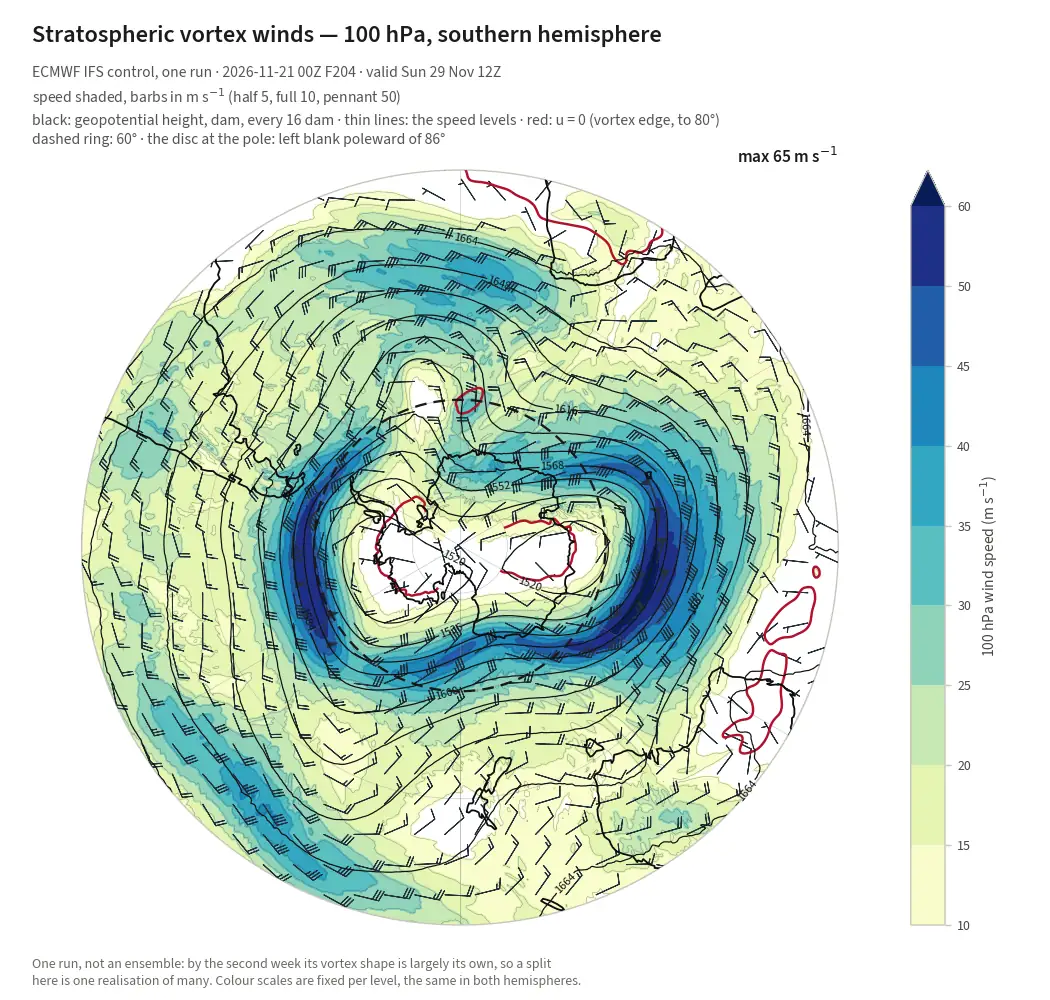 Stratospheric vortex winds — 100 hPa, southern hemisphere
ECMWF IFS control, one run · 2026-11-21 00Z F204 · valid Sun 29 Nov 12Z
speed shaded, barbs in m s⁻¹ (half 5, full 10, pennant 50)
black: geopotential height, dam, every 16 dam · thin lines: the speed levels · red: u = 0 (vortex edge, to 80°)
dashed ring: 60° · the disc at the pole: left blank poleward of 86°
max 65 m s⁻¹
1664
1664
1568
1520
1520
1600
1664
1664
60
50
45
40
35
30
25
20
15
10
100 hPa wind speed (m s⁻¹)
One run, not an ensemble: by the second week its vortex shape is largely its own, so a split
here is one realisation of many. Colour scales are fixed per level, the same in both hemispheres.